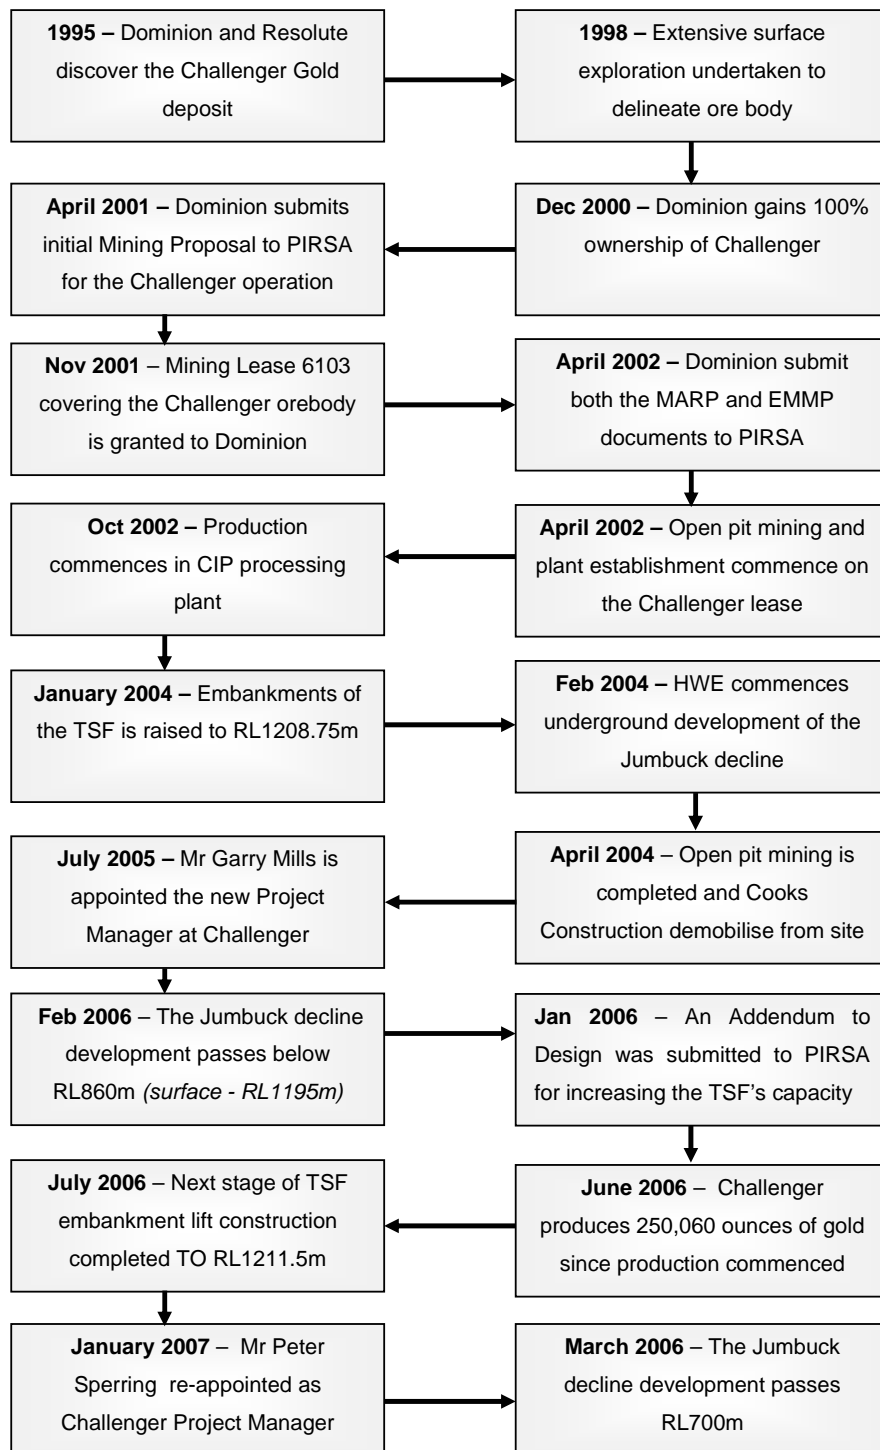 1995 – Dominion and Resolute
discover the Challenger Gold
deposit
1998 – Extensive surface
exploration undertaken to
delineate ore body
Dec 2000 – Dominion gains 100%
ownership of Challenger
April 2001 – Dominion submits
initial Mining Proposal to PIRSA
for the Challenger operation
Nov 2001 – Mining Lease 6103
covering the Challenger orebody
is granted to Dominion
April 2002 – Dominion submit
both the MARP and EMMP
documents to PIRSA
April 2002 – Open pit mining and
plant establishment commence on
the Challenger lease
Oct 2002 – Production
commences in CIP processing
plant
January 2004 – Embankments of
the TSF is raised to RL1208.75m
Feb 2004 – HWE commences
underground development of the
Jumbuck decline
April 2004 – Open pit mining is
completed and Cooks
Construction demobilise from site
July 2005 – Mr Garry Mills is
appointed the new Project
Manager at Challenger
Feb 2006 – The Jumbuck decline
development passes below
RL860m (surface - RL1195m)
Jan 2006 – An Addendum to
Design was submitted to PIRSA
for increasing the TSF's capacity
June 2006 – Challenger
produces 250,060 ounces of gold
since production commenced
July 2006 – Next stage of TSF
embankment lift construction
completed TO RL1211.5m
January 2007 – Mr Peter
Sperring re-appointed as
Challenger Project Manager
March 2006 – The Jumbuck
decline development passes
RL700m